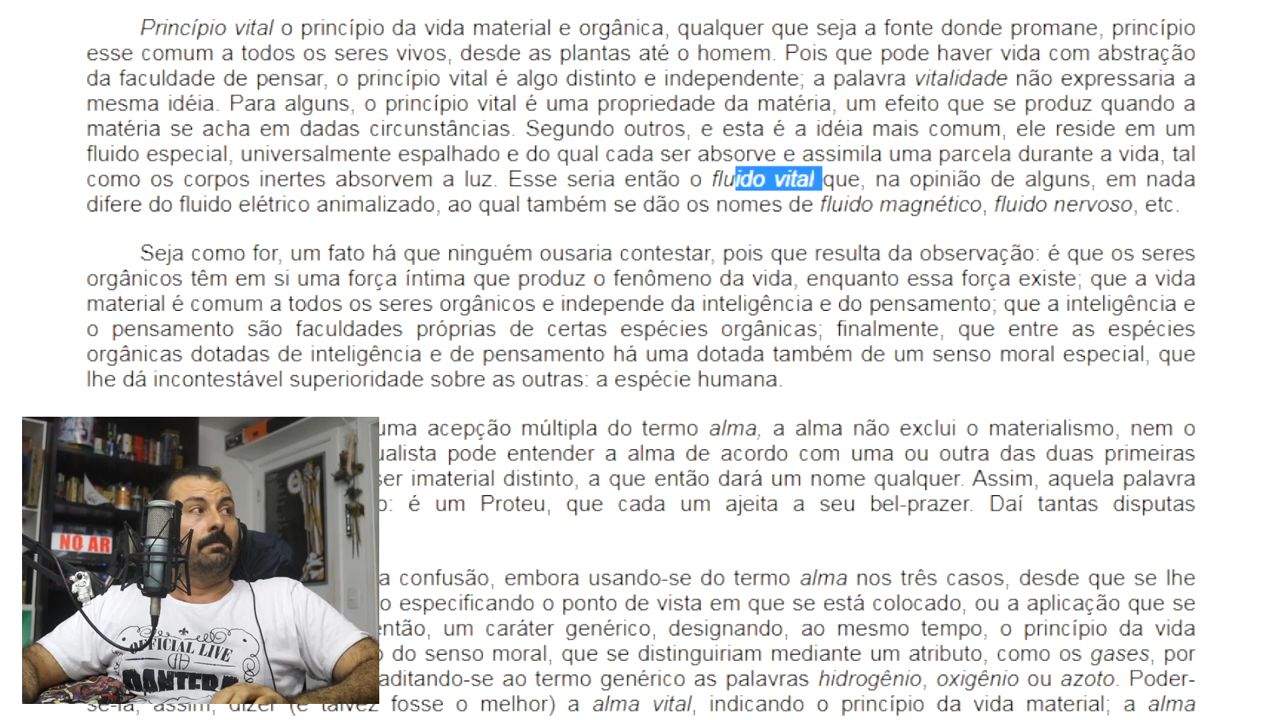 Princípio vital o princípio da vida material e orgânica, qualquer que seja a fonte donde promane, princípio
esse comum a todos os seres vivos, desde as plantas até o homem. Pois que pode haver vida com abstração
da faculdade de pensar, o princípio vital é algo distinto e independente; a palavra vitalidade não expressaria a
mesma idéia. Para alguns, o princípio vital é uma propriedade da matéria, um efeito que se produz quando a
matéria se acha em dadas circunstâncias. Segundo outros, e esta é a idéia mais comum, ele reside em um
fluido especial, universalmente espalhado e do qual cada ser absorve e assimila uma parcela durante a vida, tal
como os corpos inertes absorvem a luz. Esse seria então o fluido vital que, na opinião de alguns, em nada
difere do fluido elétrico animalizado, ao qual também se dão os nomes de fluido magnético, fluido nervoso, etc.
Seja como for, um fato há que ninguém ousaria contestar, pois que resulta da observação: é que os seres
orgânicos têm em si uma força íntima que produz o fenômeno da vida, enquanto essa força existe; que a vida
material é comum a todos os seres orgânicos e independe da inteligência e do pensamento; que a inteligência e
o pensamento são faculdades próprias de certas espécies orgânicas; finalmente, que entre as espécies
orgânicas dotadas de inteligência e de pensamento há uma dotada também de um senso moral especial, que
lhe dá incontestável superioridade sobre as outras: a espécie humana.
uma acepção múltipla do termo alma, a alma não exclui o materialismo, nem o
ualista pode entender a alma de acordo com uma ou outra das duas primeiras
ser imaterial distinto, a que então dará um nome qualquer. Assim, aquela palavra
o: é um Proteu, que cada um ajeita a seu bel-prazer. Daí tantas disputas
a confusão, embora usando-se do termo alma nos três casos, desde que se lhe
o especificando o ponto de vista em que se está colocado, ou a aplicação que se
então, um caráter genérico, designando, ao mesmo tempo, o princípio da vida
do senso moral, que se distinguiriam mediante um atributo, como os gases, por
aditando-se ao termo genérico as palavras hidrogênio, oxigênio ou azoto. Poder-
se-ia, assim, dizer (e talvez fosse o melhor) a alma vital, indicando o princípio da vida material; a alma
NO AR
OFFICIAL LIVE
PANTERA